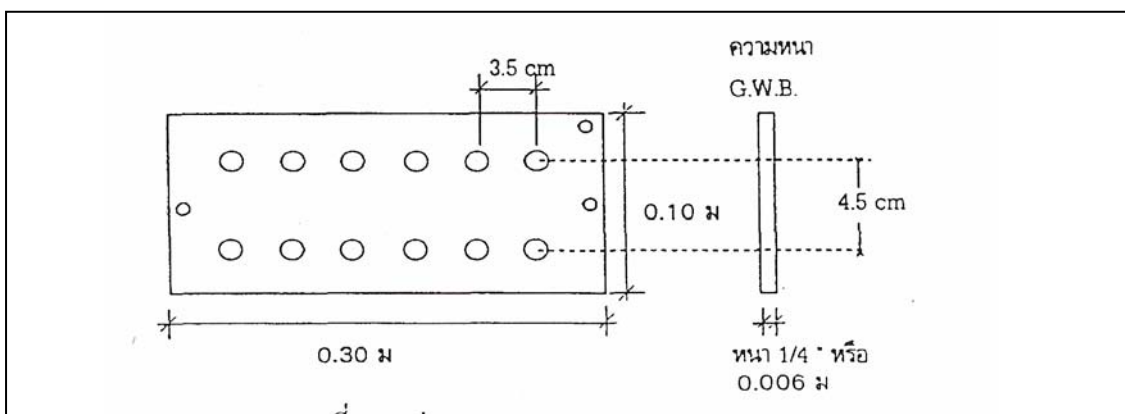 ความหนา
G.W.B.
3.5 cm
0.10 ม
4.5 cm
0.30 ม
หนา 1/4 " หรือ
0.006 ม